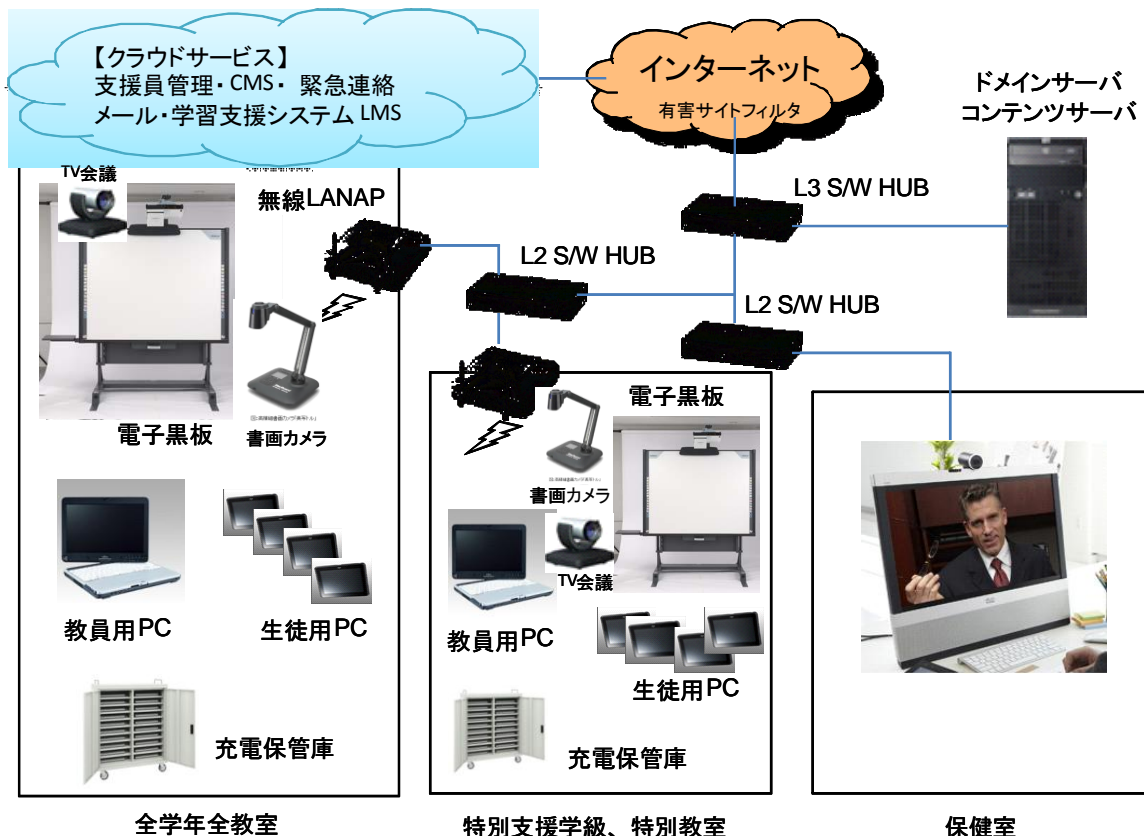 【クラウドサービス】
支援員管理・CMS・ 緊急連絡
メール・学習支援システム LMS
インターネット
有害サイトフィルタ
ドメインサーバ
コンテンツサーバ
TV会議
無線LANAP
L3 S/W HUB
L2 S/W HUB
L2 S/W HUB
電子黒板
書画カメラ
教員用PC
生徒用PC
充電保管庫
全学年全教室
電子黒板
書画カメラ
TV会議
教員用PC
生徒用PC
充電保管庫
特別支援学級、特別教室
保健室